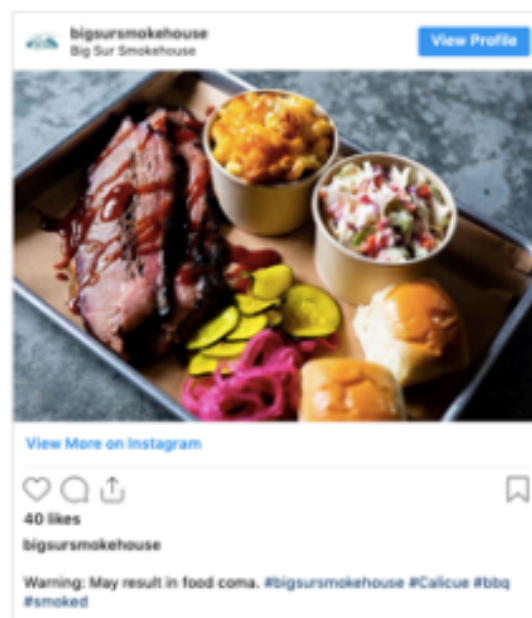 bigsursmokehouse
Big Sur Smokehouse
View Profile
View More on Instagram
40 likes
bigsursmokehouse
Warning: May result in food coma. #bigsursmokehouse #Calicue #bbq
#smoked